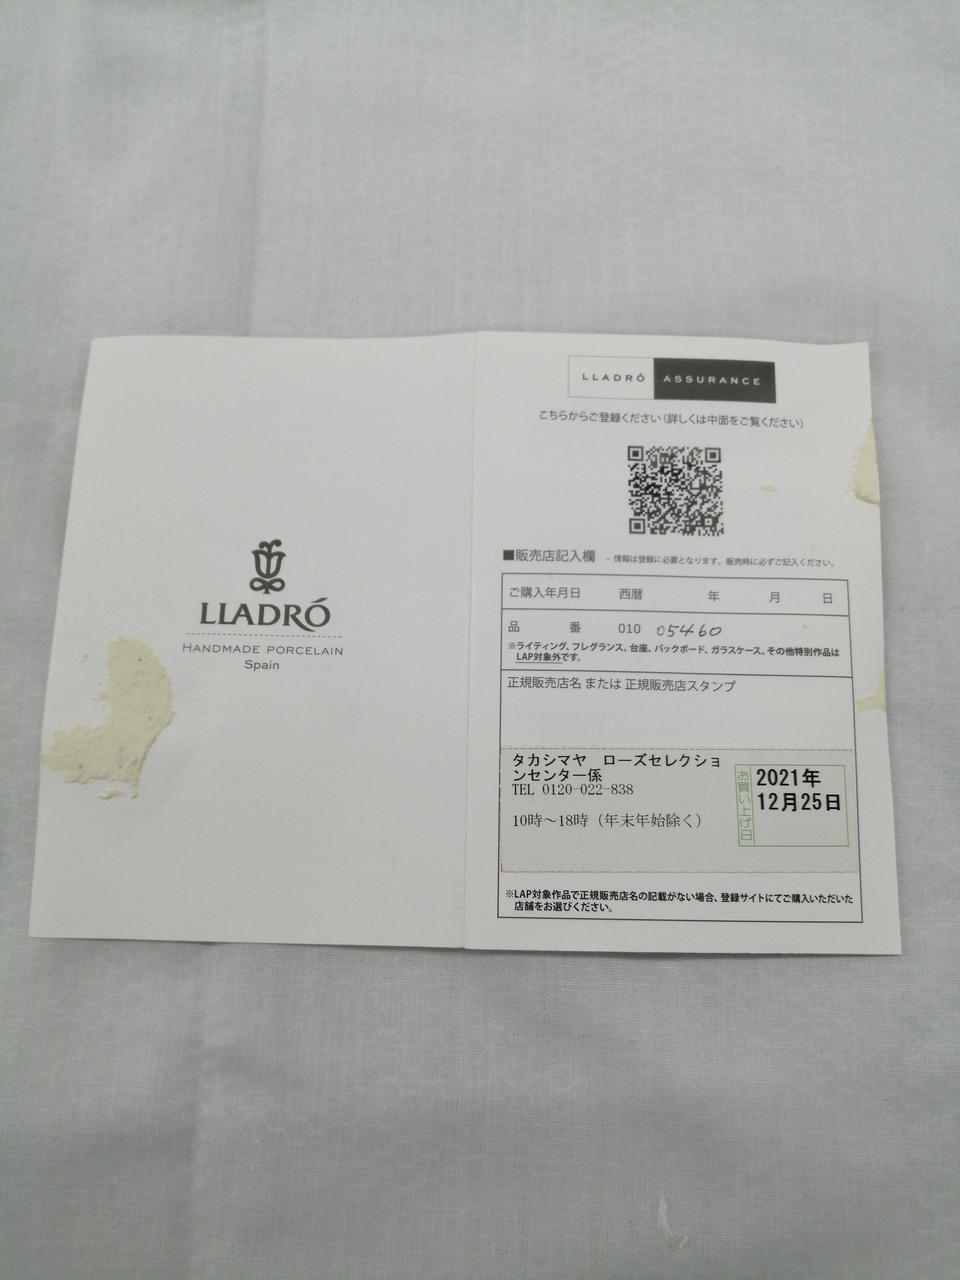 LLADRÓ
HANDMADE PORCELAIN
Spain
LLADRÓ ASSURANCE
こちらからご登録ください(詳しくは中面をご覧ください)
■販売店記入欄 - 情報は登録に必要となります。販売時に必ずご記入ください。
ご購入年月日 西暦 年 月 日
品 番 010 05460
※ライティング、フレグランス、台座、バックボード、ガラスケース、その他特別作品は
LAP対象外です。
正規販売店名 または 正規販売店スタンプ
タカシマヤ ローズセレクショ
ンセンター係
TEL 0120-022-838
10時～18時（年末年始除く）
お買い上げ日
2021年
12月25日
※LAP対象作品で正規販売店名の記載がない場合、登録サイトにてご購入いただいた
店舗をお選びください。